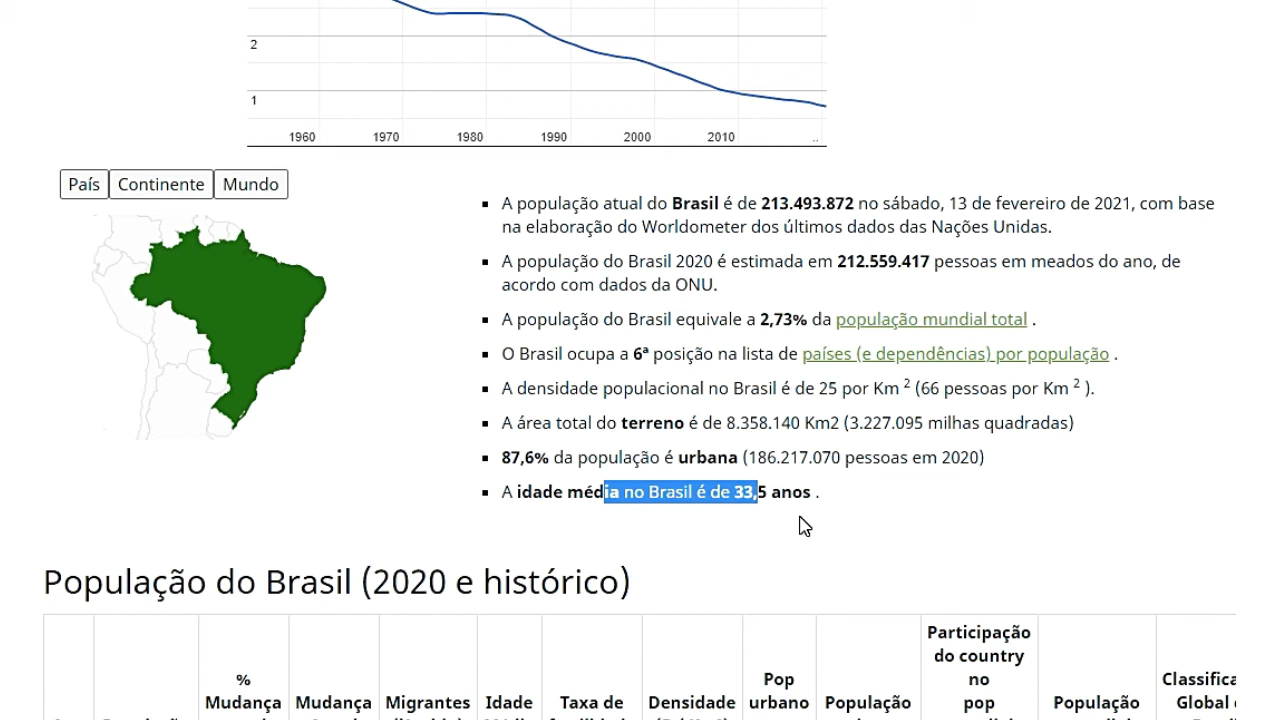 2
1
1960 1970 1980 1990 2000 2010 ..
País Continente Mundo
A população atual do Brasil é de 213.493.872 no sábado, 13 de fevereiro de 2021, com base
na elaboração do Worldometer dos últimos dados das Nações Unidas.
A população do Brasil 2020 é estimada em 212.559.417 pessoas em meados do ano, de
acordo com dados da ONU.
A população do Brasil equivale a 2,73% da população mundial total .
O Brasil ocupa a 6ª posição na lista de países (e dependências) por população .
A densidade populacional no Brasil é de 25 por Km 2 (66 pessoas por Km 2 ).
A área total do terreno é de 8.358.140 Km2 (3.227.095 milhas quadradas)
87,6% da população é urbana (186.217.070 pessoas em 2020)
A idade média no Brasil é de 33,5 anos .
População do Brasil (2020 e histórico)
Participação
do country
% no
Pop Classifica
Mudança Mudança Migrantes Idade Taxa de Densidade urbano População pop População Global